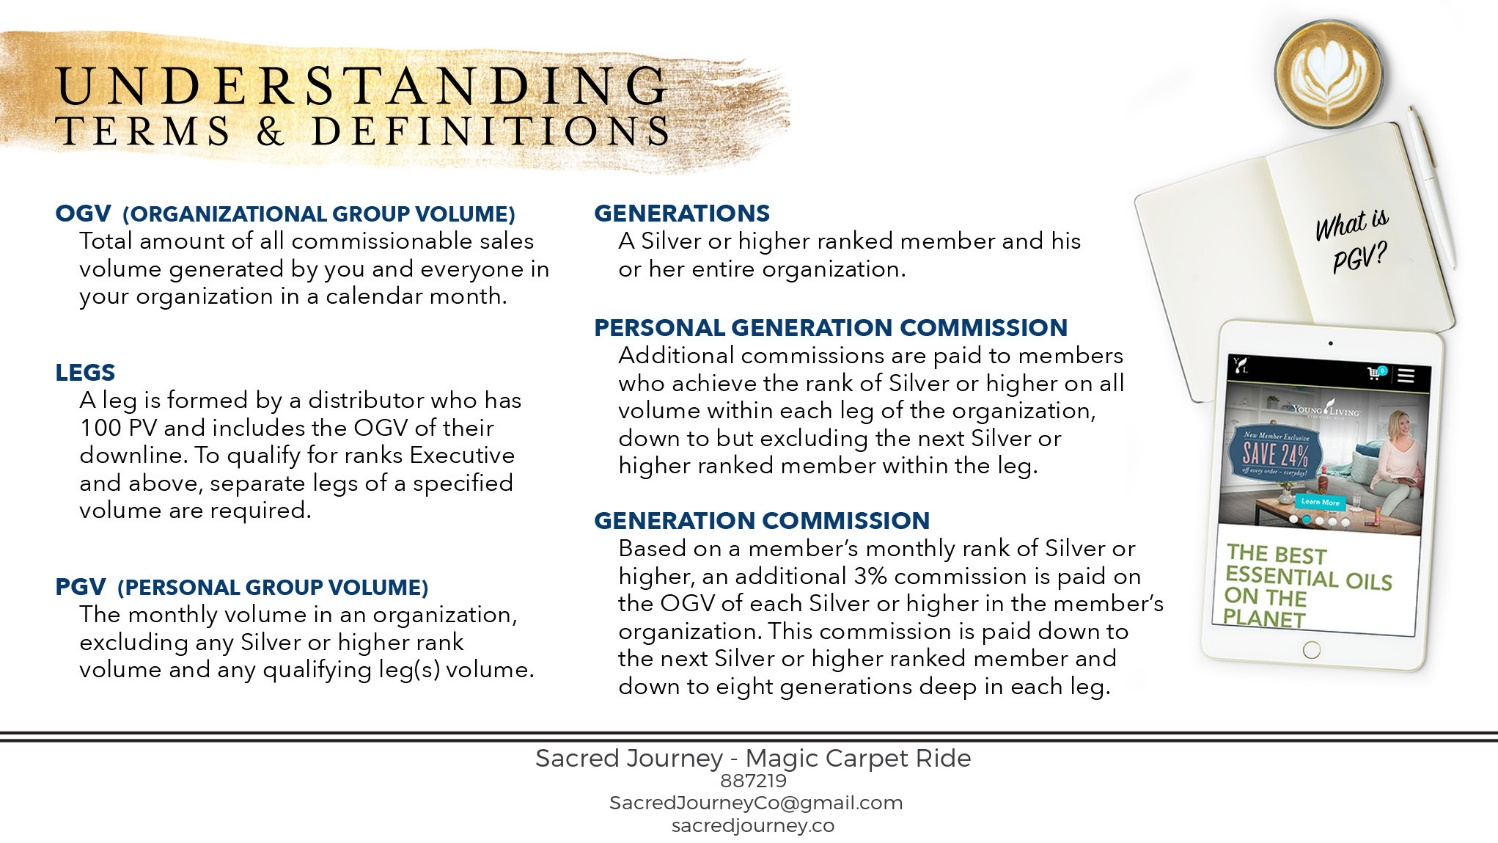 UNDERSTANDING
TERMS & DEFINITIONS
OGV (ORGANIZATIONAL GROUP VOLUME)
Total amount of all commissionable sales
volume generated by you and everyone in
your organization in a calendar month.
LEGS
A leg is formed by a distributor who has
100 PV and includes the OGV of their
downline. To qualify for ranks Executive
and above, separate legs of a specified
volume are required.
PGV (PERSONAL GROUP VOLUME)
The monthly volume in an organization,
excluding any Silver or higher rank
volume and any qualifying leg(s) volume.
GENERATIONS
A Silver or higher ranked member and his
or her entire organization.
PERSONAL GENERATION COMMISSION
Additional commissions are paid to members
who achieve the rank of Silver or higher on all
volume within each leg of the organization,
down to but excluding the next Silver or
higher ranked member within the leg.
GENERATION COMMISSION
Based on a member's monthly rank of Silver or
higher, an additional 3% commission is paid on
the OGV of each Silver or higher in the member's
organization. This commission is paid down to
the next Silver or higher ranked member and
down to eight generations deep in each leg.
What is
PGV?
Y L
0
YOUNG LIVING
New Member Exclusive
SAVE 24%
off every order - everyday!
Learn More
THE BEST
ESSENTIAL OILS
ON THE
PLANET
Sacred Journey - Magic Carpet Ride
887219
SacredJourneyCo@gmail.com
sacredjourney.co